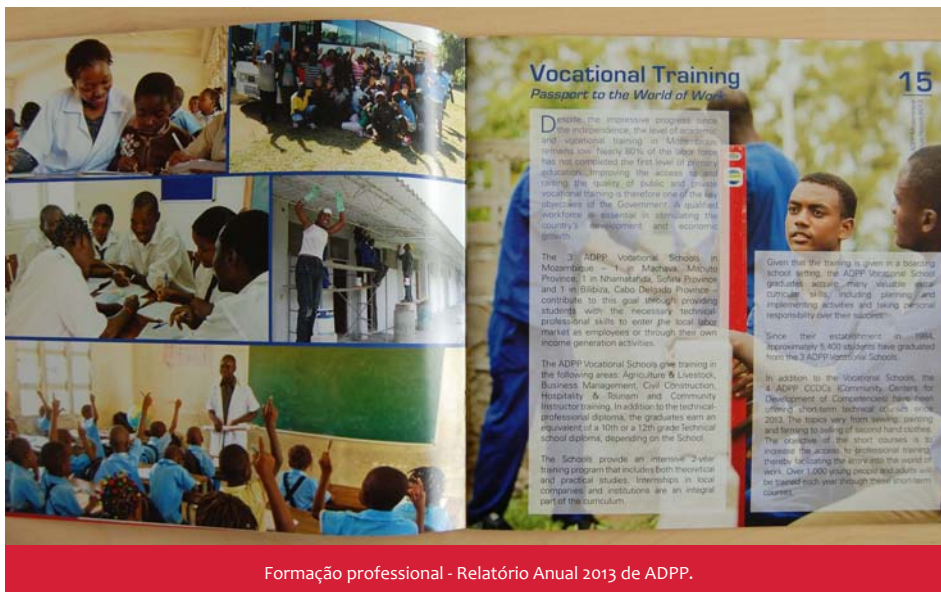 Vocational Training
Passport to the World of Work
15
Despite the impressive progress since
the independence, the level of academic
and vocational training in Mozambique
remains low. Nearly 80% of the labor force
has not completed the first level of primary
education. Improving the access to and
raising the quality of public and private
vocational training is therefore one of the key
objectives of the Government. A qualified
workforce is essential in stimulating the
country's development and economic
growth.
The 3 ADPP Vocational Schools in
Mozambique – 1 in Machava, Maputo
Province, 1 in Nhamatanda, Sofala Province
and 1 in Bilibiza, Cabo Delgado Province –
contribute to this goal through providing
students with the necessary technical-
professional skills to enter the local labor
market as employees or through their own
income generation activities.
The ADPP Vocational Schools give training in
the following areas: Agriculture & Livestock,
Business Management, Civil Construction,
Hospitality & Tourism and Community
Instructor training. In addition to the technical-
professional diploma, the graduates earn an
equivalent of a 10th or a 12th grade Technical
school diploma, depending on the School.
The Schools provide an intensive 2-year
training program that includes both theoretical
and practical studies. Internships in local
companies and institutions are an integral
part of the curriculum.
Given that the training is given in a boarding
school setting, the ADPP Vocational School
graduates accrue many valuable extra
curricular skills, including planning and
implementing activities and taking personal
responsibility over their success.
Since their establishment in 1984,
approximately 5,400 students have graduated
from the 3 ADPP Vocational Schools.
In addition to the Vocational Schools, the
4 ADPP CCDCs (Community Centers for
Development of Competencies) have been
offering short-term technical courses since
2013. The topics vary from sewing, painting
and farming to selling of second hand clothes.
The objective of the short courses is to
increase the access to professional training,
thereby facilitating the entry into the world of
work. Over 1,000 young people and adults will
be trained each year through these short-term
courses.
Formação professional - Relatório Anual 2013 de ADPP.